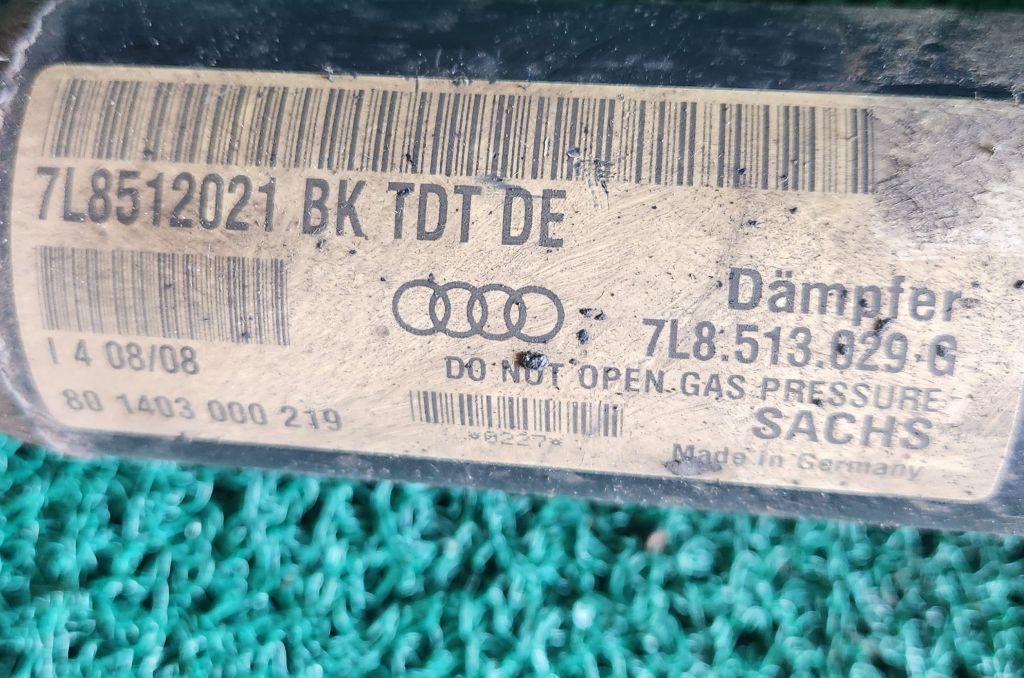 7L8512021 BK TDT DE
I 4 08/08
80 1403 000 219
Dämpfer
7L8.513.029.G
DO NOT OPEN.GAS PRESSURE
*0227*
SACHS
Made in Germany